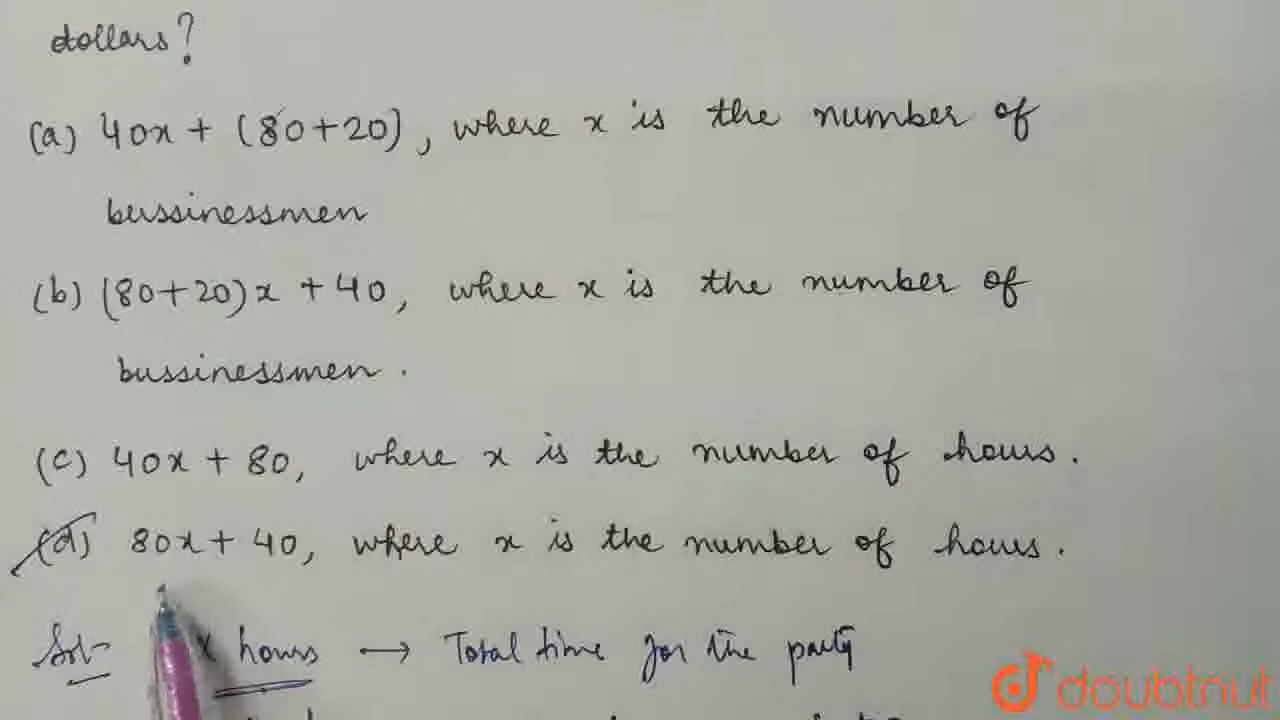 dollars?
(a) 40x + (80+20), where x is the number of
bussinessmen
(b) (80+20)x + 40, where x is the number of
bussinessmen.
(c) 40x + 80, where x is the number of hours.
(d) 80x + 40, where x is the number of hours.
Sol- x hours → Total time for the party
doubtnut